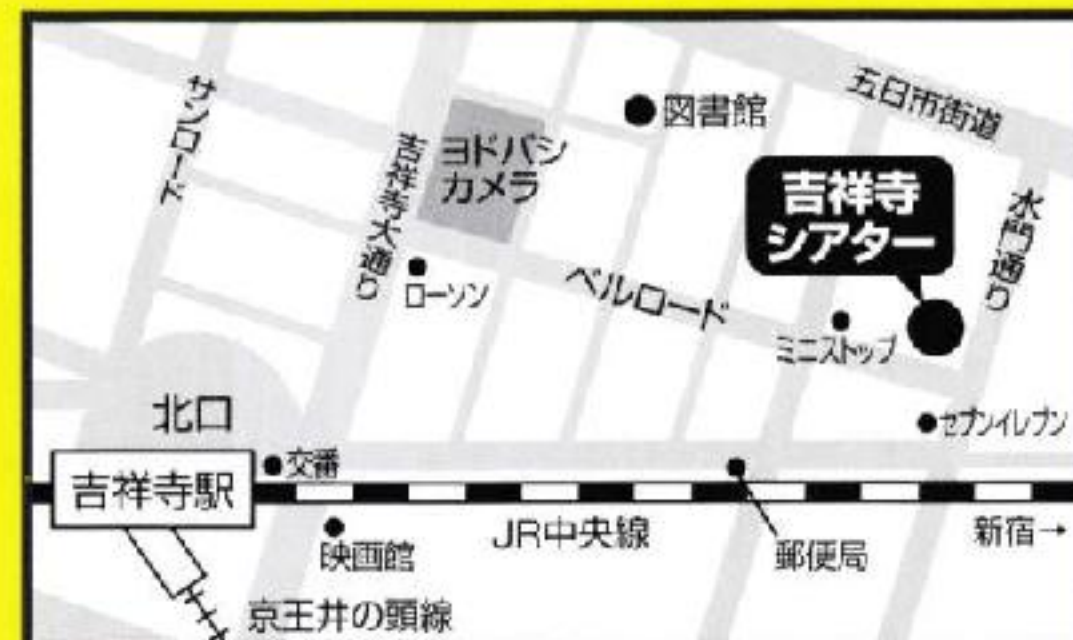 五日市街道
サンロード
図書館
ヨドバシ
カメラ
吉祥寺大通り
吉祥寺
シアター
水門通り
ローソン
ベルロード
ミニストップ
北口
セブンイレブン
交番
吉祥寺駅
映画館
JR中央線
郵便局
新宿→
京王井の頭線